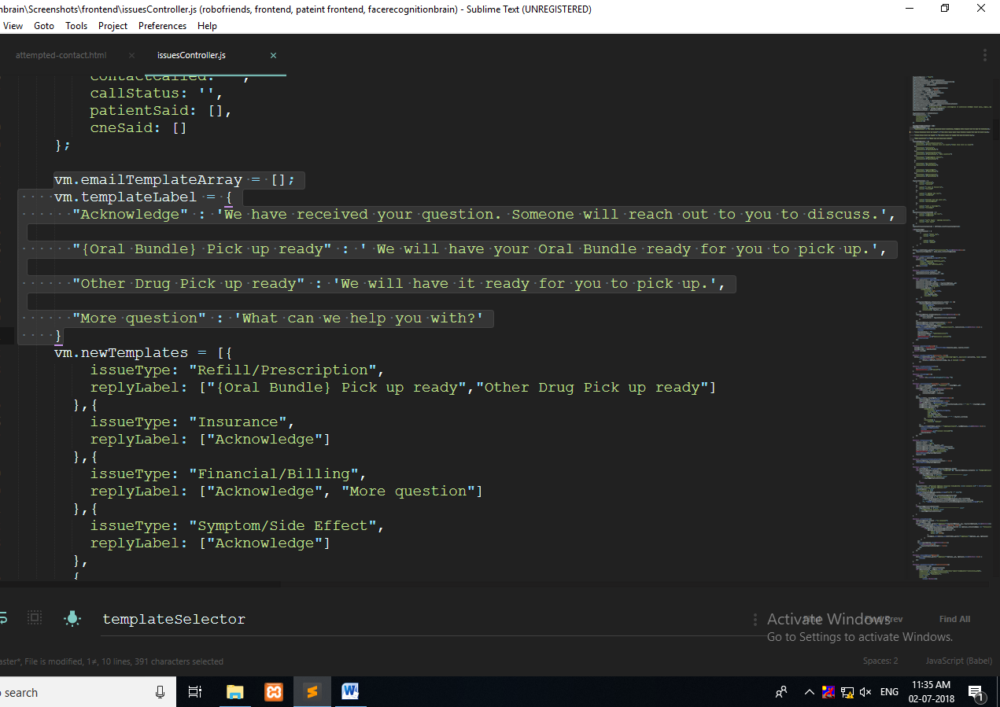 nbrain\Screenshots\frontend\issuesController.js (robofriends, frontend, pateint frontend, facerecognitionbrain) - Sublime Text (UNREGISTERED)
View Goto Tools Project Preferences Help
attempted-contact.html × issuesController.js ×
contactCalled: '',
callStatus: '',
patientSaid: [],
cneSaid: []
};
vm.emailTemplateArray = [];
vm.templateLabel = {
"Acknowledge" : 'We have received your question. Someone will reach out to you to discuss.',
"{Oral Bundle} Pick up ready" : ' We will have your Oral Bundle ready for you to pick up.',
"Other Drug Pick up ready" : 'We will have it ready for you to pick up.',
"More question" : 'What can we help you with?'
}
vm.newTemplates = [{
issueType: "Refill/Prescription",
replyLabel: ["{Oral Bundle} Pick up ready","Other Drug Pick up ready"]
},{
issueType: "Insurance",
replyLabel: ["Acknowledge"]
},{
issueType: "Financial/Billing",
replyLabel: ["Acknowledge", "More question"]
},{
issueType: "Symptom/Side Effect",
replyLabel: ["Acknowledge"]
},
{
templateSelector Find Find Prev Find All
Activate Windows
Go to Settings to activate Windows.
aster*, File is modified, 1≠, 10 lines, 391 characters selected Spaces: 2 JavaScript (Babel)
o search ENG 11:35 AM
02-07-2018 1